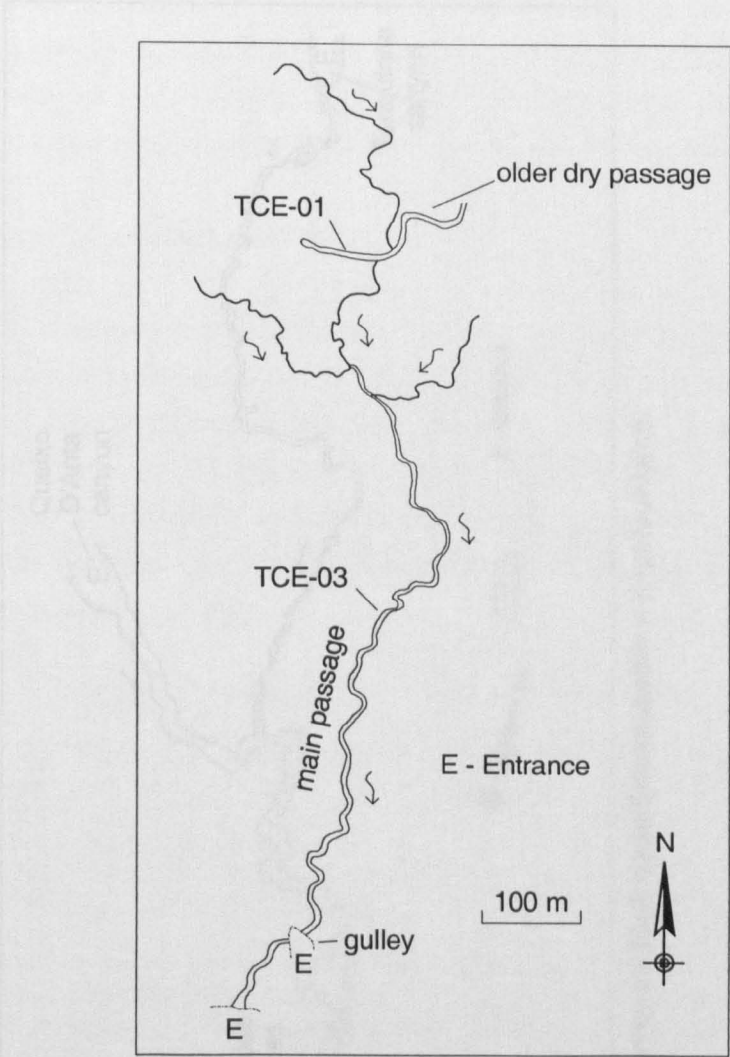 older dry passage
TCE-01
TCE-03
main passage
E - Entrance
N
100 m
gulley
E
E